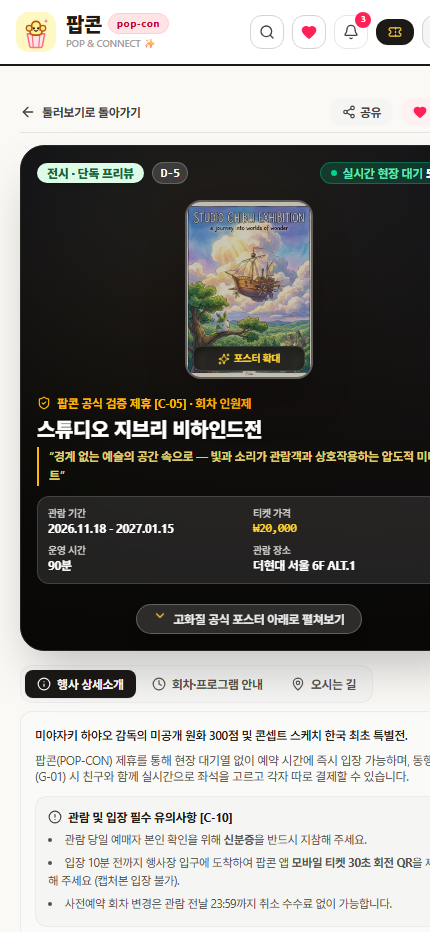 팝콘 pop-con
POP & CONNECT ✨
3
둘러보기로 돌아가기
공유
전시 · 단독 프리뷰 D-5
실시간 현장 대기
STUDIO GHIBLI EXHIBITION
a journey into worlds of wonder
포스터 확대
팝콘 공식 검증 제휴 [C-05] · 회차 인원제
스튜디오 지브리 비하인드전
“경계 없는 예술의 공간 속으로 — 빛과 소리가 관람객과 상호작용하는 압도적
트”
관람 기간 티켓 가격
2026.11.18 - 2027.01.15 ₩20,000
운영 시간 관람 장소
90분 더현대 서울 6F ALT.1
고화질 공식 포스터 아래로 펼쳐보기
행사 상세소개 회차·프로그램 안내 오시는 길
미야자키 하야오 감독의 미공개 원화 300점 및 콘셉트 스케치 한국 최초 특별전.
팝콘(POP-CON) 제휴를 통해 현장 대기열 없이 예약 시간에 즉시 입장 가능하며,
(G-01) 시 친구와 함께 실시간으로 좌석을 고르고 각자 따로 결제할 수 있습니다.
관람 및 입장 필수 유의사항 [C-10]
• 관람 당일 예매자 본인 확인을 위해 신분증을 반드시 지참해 주세요.
• 입장 10분 전까지 행사장 입구에 도착하여 팝콘 앱 모바일 티켓 30초 회전 QR을
해 주세요 (캡처본 입장 불가).
• 사전예약 회차 변경은 관람 전날 23:59까지 취소 수수료 없이 가능합니다.